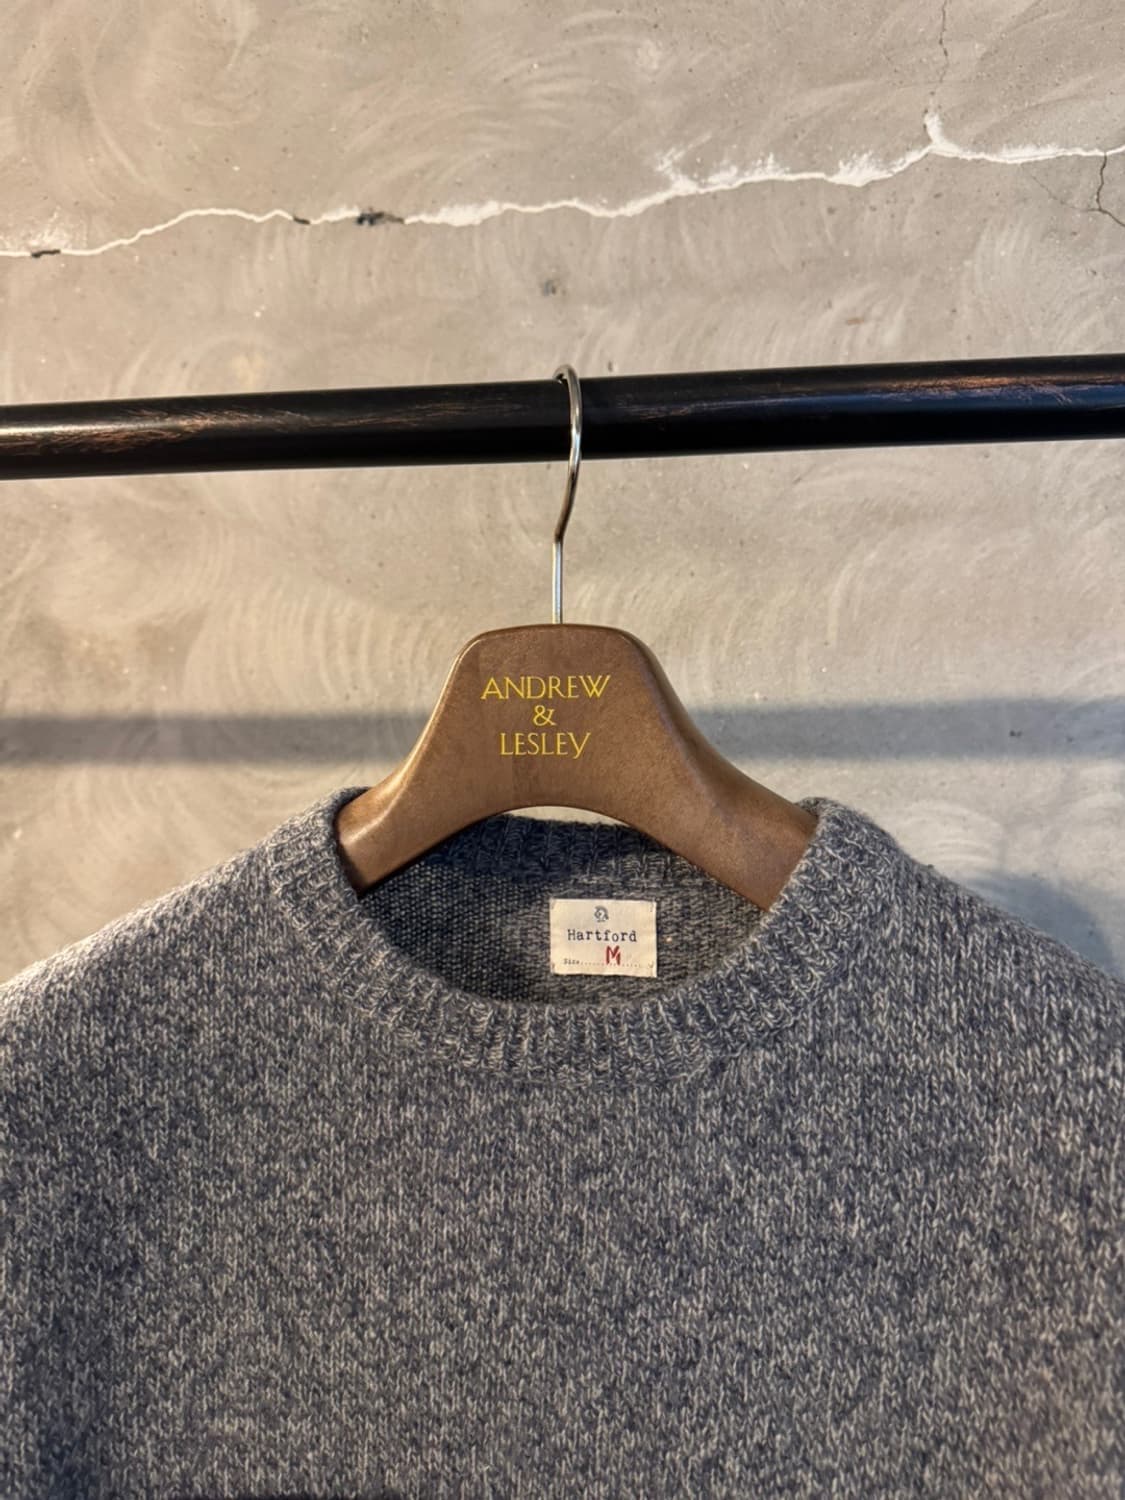 ANDREW
&
LESLEY
Hartford
Size......M......